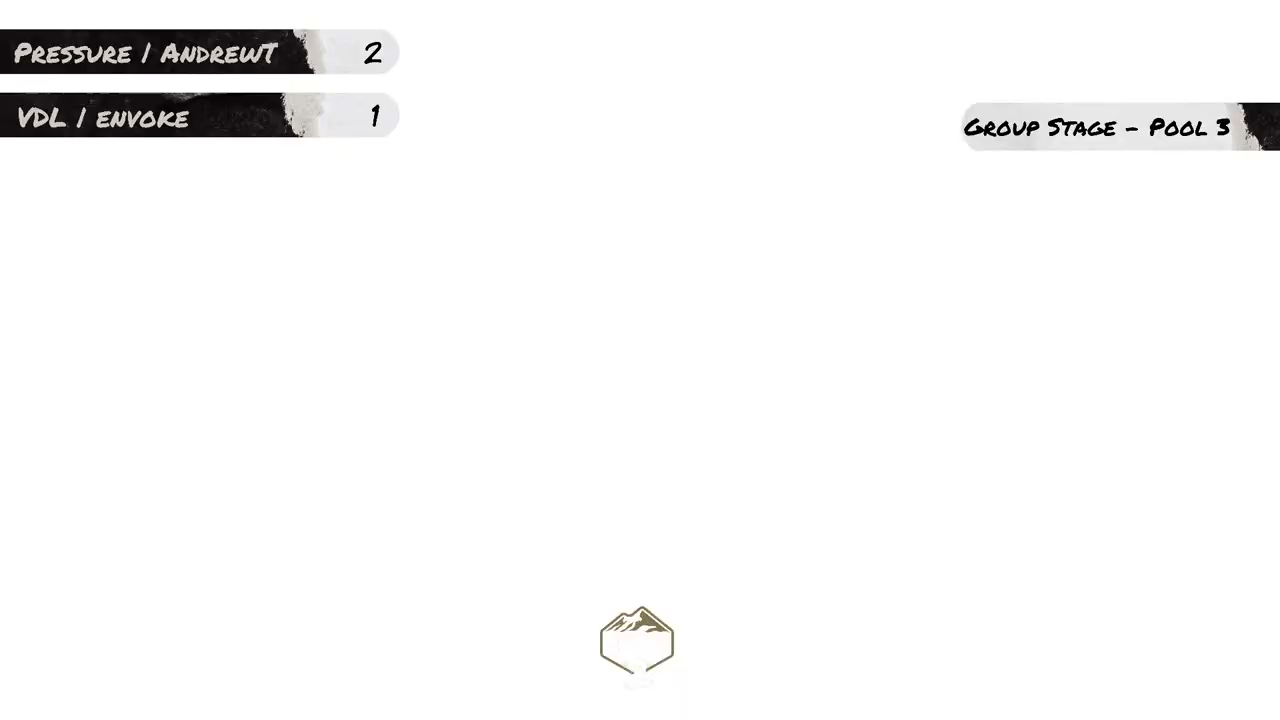 Pressure | AndrewT 2
VDL | envoke 1
Group Stage - Pool 3